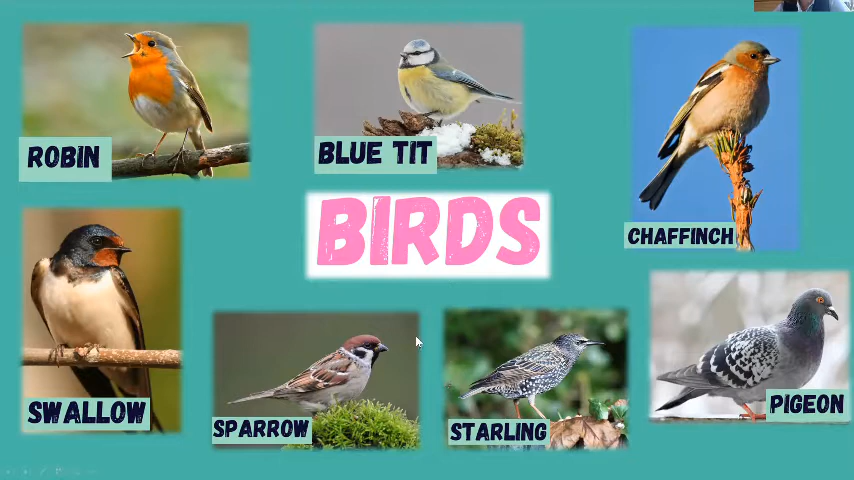 ROBIN
BLUE TIT
CHAFFINCH
BIRDS
SWALLOW
SPARROW
STARLING
PIGEON